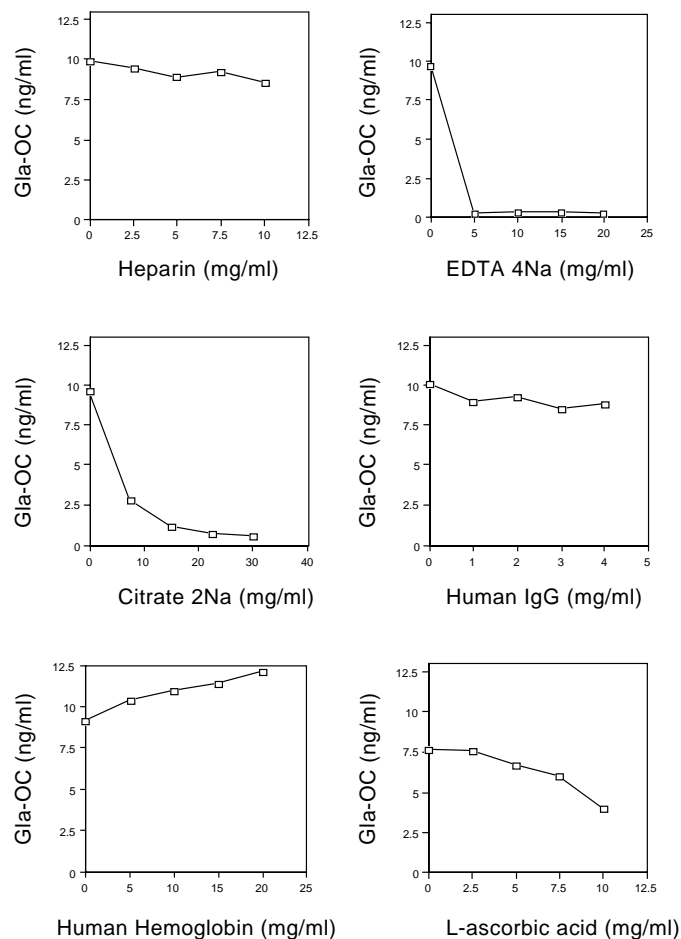 12.5
10
7.5
5
2.5
0
Gla-OC (ng/ml)
0 2.5 5 7.5 10 12.5
Heparin (mg/ml)
12.5
10
7.5
5
2.5
0
Gla-OC (ng/ml)
0 5 10 15 20 25
EDTA 4Na (mg/ml)
12.5
10
7.5
5
2.5
0
Gla-OC (ng/ml)
0 10 20 30 40
Citrate 2Na (mg/ml)
12.5
10
7.5
5
2.5
0
Gla-OC (ng/ml)
0 1 2 3 4 5
Human IgG (mg/ml)
12.5
10
7.5
5
2.5
0
Gla-OC (ng/ml)
0 5 10 15 20 25
Human Hemoglobin (mg/ml)
12.5
10
7.5
5
2.5
0
Gla-OC (ng/ml)
0 2.5 5 7.5 10 12.5
L-ascorbic acid (mg/ml)